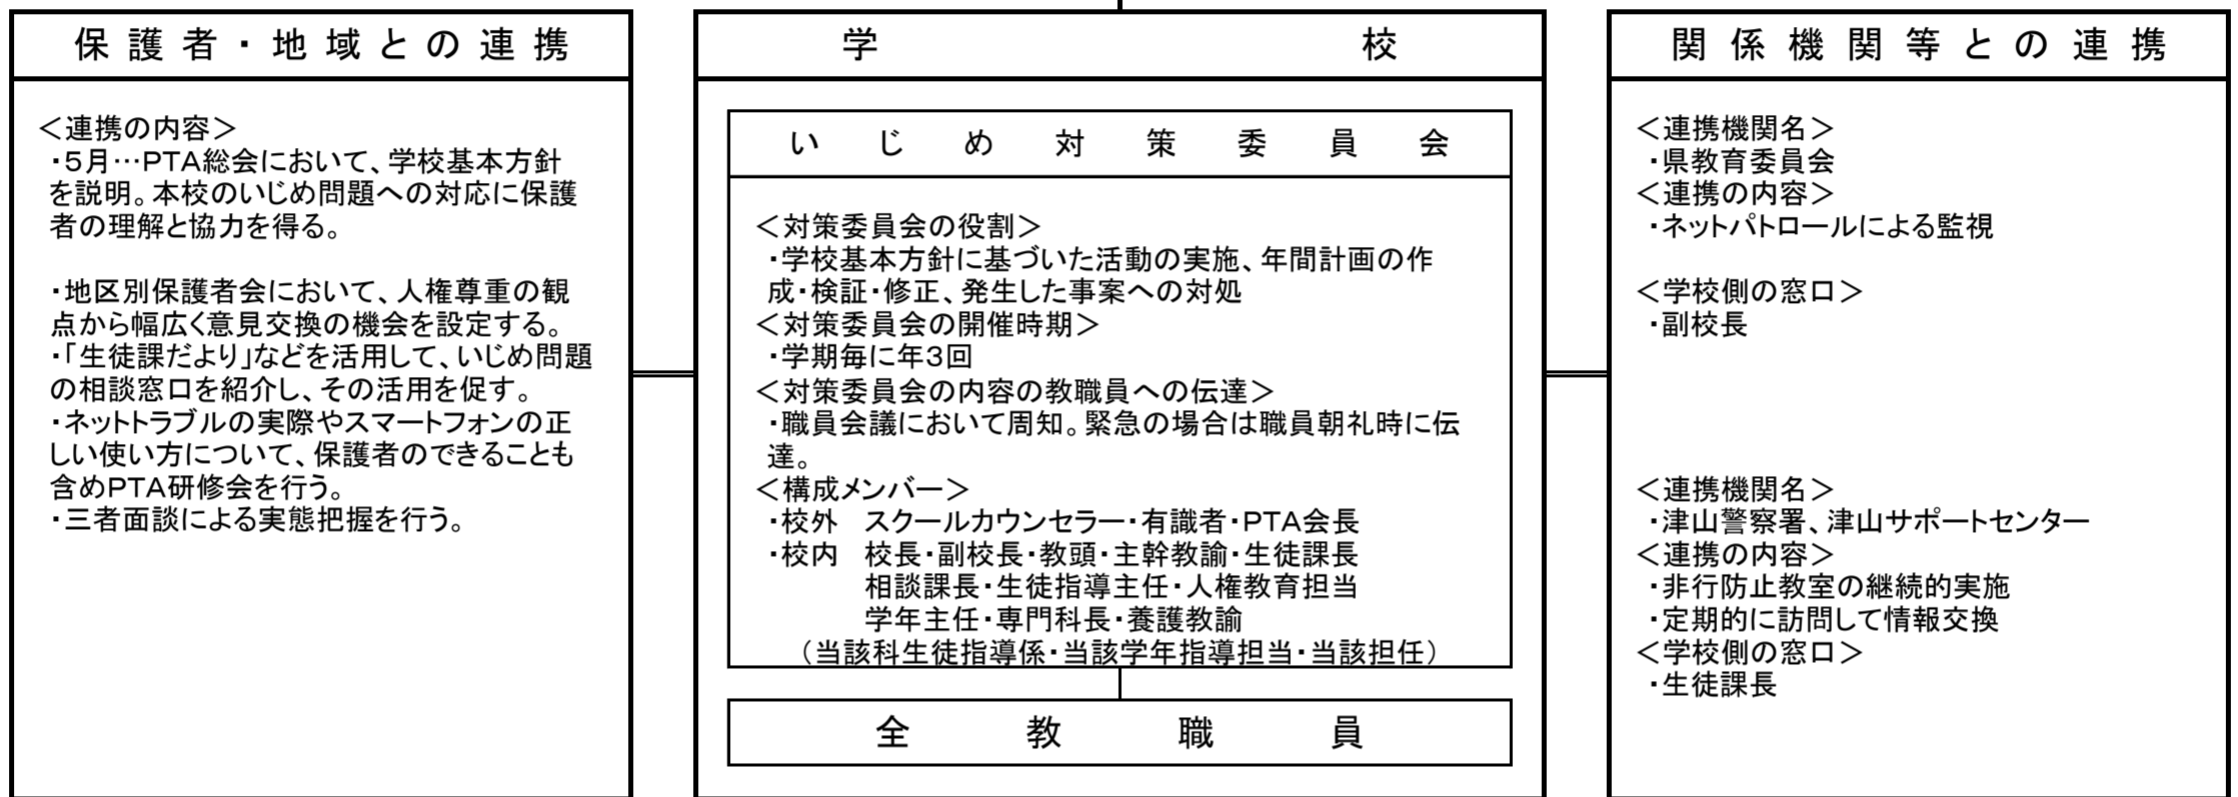 保護者・地域との連携
＜連携の内容＞
・５月…PTA総会において、学校基本方針
を説明。本校のいじめ問題への対応に保護
者の理解と協力を得る。
・地区別保護者会において、人権尊重の観
点から幅広く意見交換の機会を設定する。
・「生徒課だより」などを活用して、いじめ問題
の相談窓口を紹介し、その活用を促す。
・ネットトラブルの実際やスマートフォンの正
しい使い方について、保護者のできることも
含めPTA研修会を行う。
・三者面談による実態把握を行う。
学校
いじめ対策委員会
＜対策委員会の役割＞
・学校基本方針に基づいた活動の実施、年間計画の作
成・検証・修正、発生した事案への対処
＜対策委員会の開催時期＞
・学期毎に年３回
＜対策委員会の内容の教職員への伝達＞
・職員会議において周知。緊急の場合は職員朝礼時に伝
達。
＜構成メンバー＞
・校外　スクールカウンセラー・有識者・PTA会長
・校内　校長・副校長・教頭・主幹教諭・生徒課長
相談課長・生徒指導主任・人権教育担当
学年主任・専門科長・養護教諭
（当該科生徒指導係・当該学年指導担当・当該担任）
全教職員
関係機関等との連携
＜連携機関名＞
・県教育委員会
＜連携の内容＞
・ネットパトロールによる監視
＜学校側の窓口＞
・副校長
＜連携機関名＞
・津山警察署、津山サポートセンター
＜連携の内容＞
・非行防止教室の継続的実施
・定期的に訪問して情報交換
＜学校側の窓口＞
・生徒課長